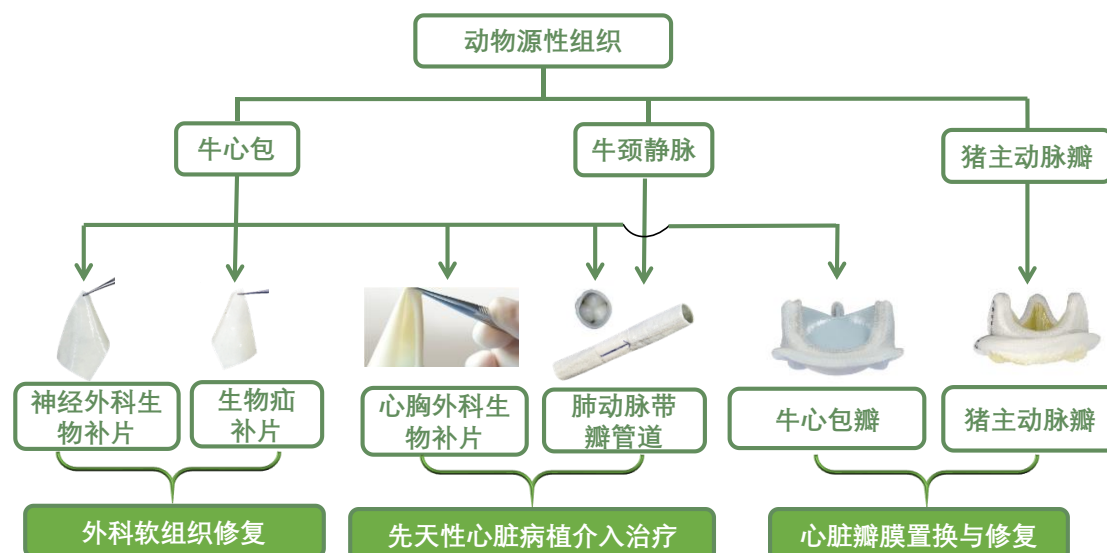 动物源性组织
牛心包
牛颈静脉
猪主动脉瓣
神经外科生
物补片
生物疝
补片
心胸外科生
物补片
肺动脉带
瓣管道
牛心包瓣
猪主动脉瓣
外科软组织修复
先天性心脏病植介入治疗
心脏瓣膜置换与修复